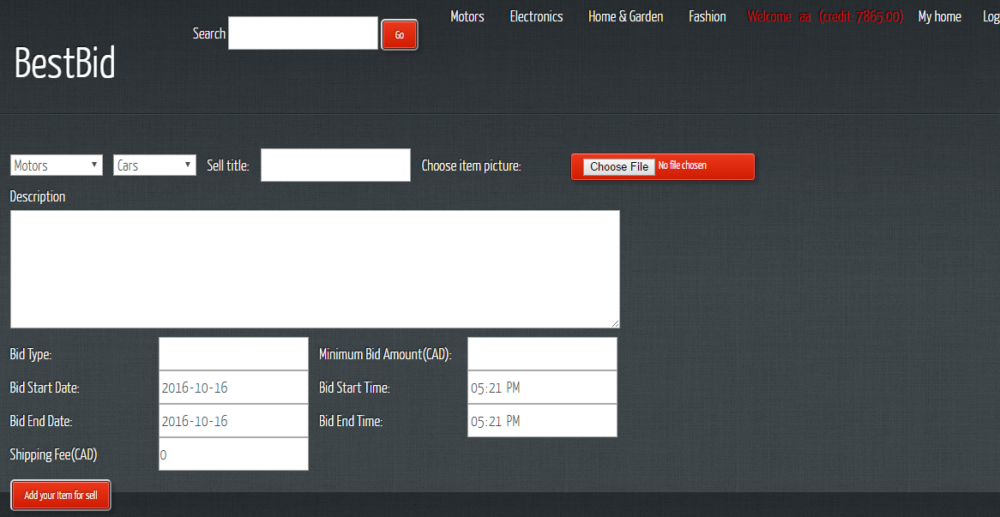 Motors Electronics Home & Garden Fashion Welcome aa (credit: 7865.00) My home Log
Search Go
BestBid
Motors Cars Sell title: Choose item picture: Choose File No file chosen
Description
Bid Type: Minimum Bid Amount(CAD):
Bid Start Date: 2016-10-16 Bid Start Time: 05:21 PM
Bid End Date: 2016-10-16 Bid End Time: 05:21 PM
Shipping Fee(CAD) 0
Add your Item for sell